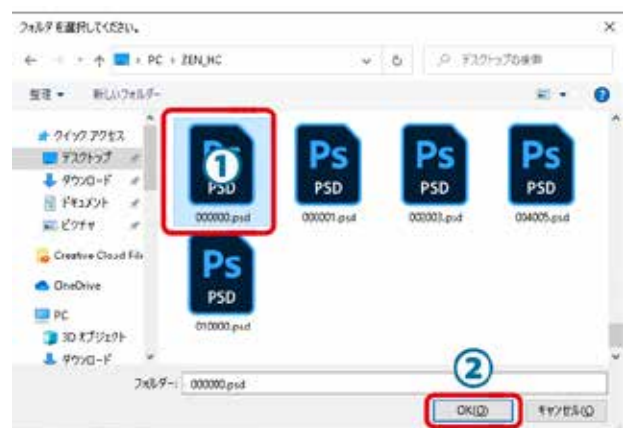 フォルダを選択してください。
PC › ZEN_HC
デスクトップの検索
整理 新しいフォルダー
クイック アクセス
デスクトップ
ダウンロード
ドキュメント
ピクチャ
Creative Cloud File
OneDrive
PC
3D オブジェクト
ダウンロード
①
Ps
PSD
000000.psd
Ps
PSD
000001.psd
Ps
PSD
002003.psd
Ps
PSD
004005.psd
Ps
PSD
010000.psd
フォルダー: 000000.psd
②
OK(O) キャンセル(C)